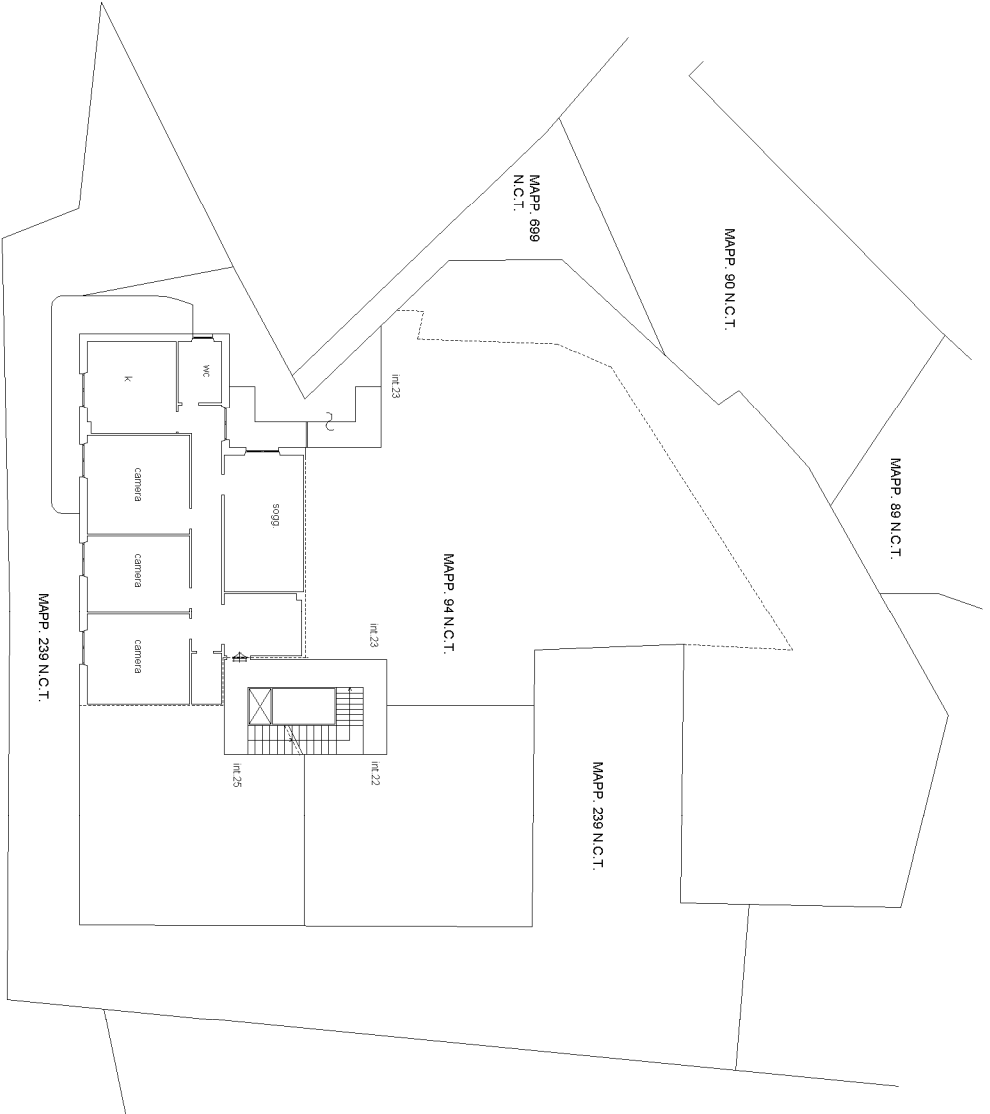 MAPP. 90 N.C.T.
MAPP. 89 N.C.T.
MAPP. 699
N.C.T.
int.23
MAPP. 94 N.C.T.
int.23
MAPP. 239 N.C.T.
int.22
int.25
wc
k
sogg.
camera
camera
camera
MAPP. 239 N.C.T.